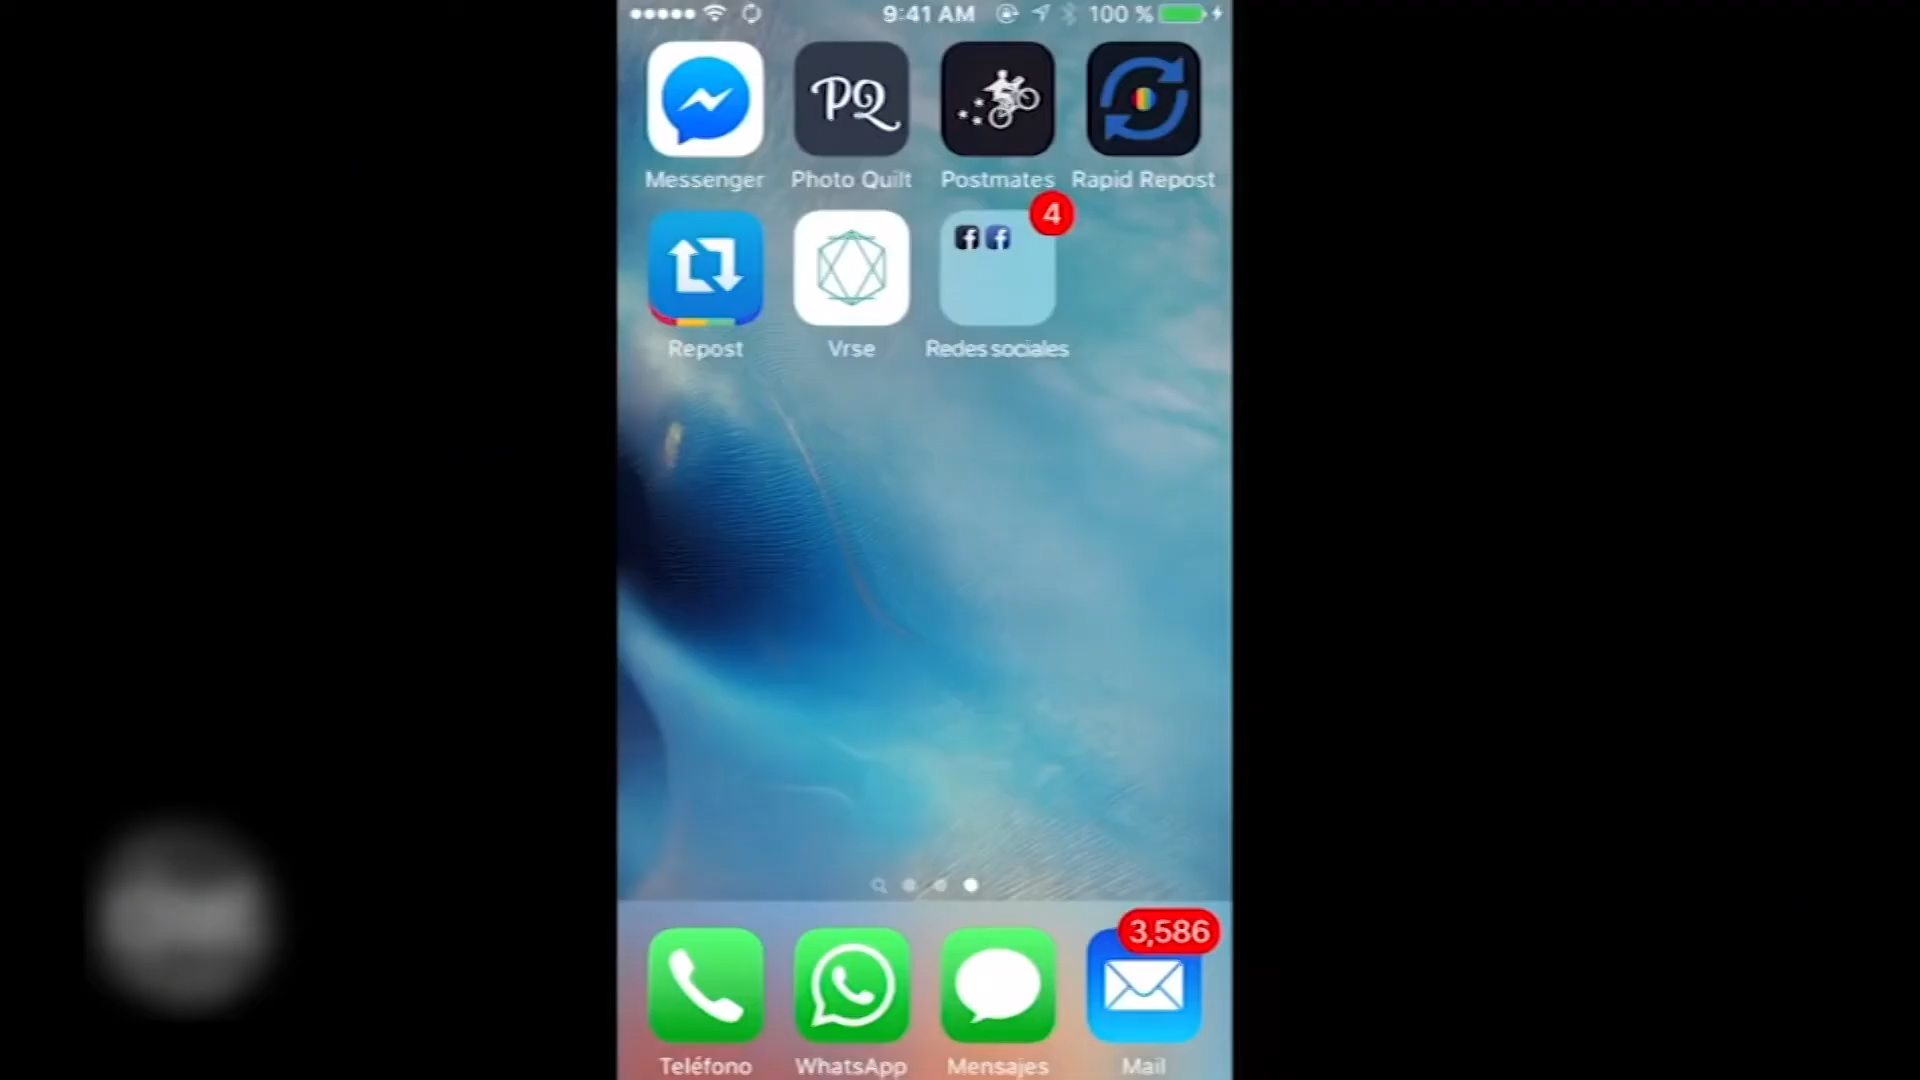 9:41 AM 100 %
PQ
Messenger Photo Quilt Postmates Rapid Repost
4
f f
Repost Vrse Redes sociales
3,586
Teléfono WhatsApp Mensajes Mail